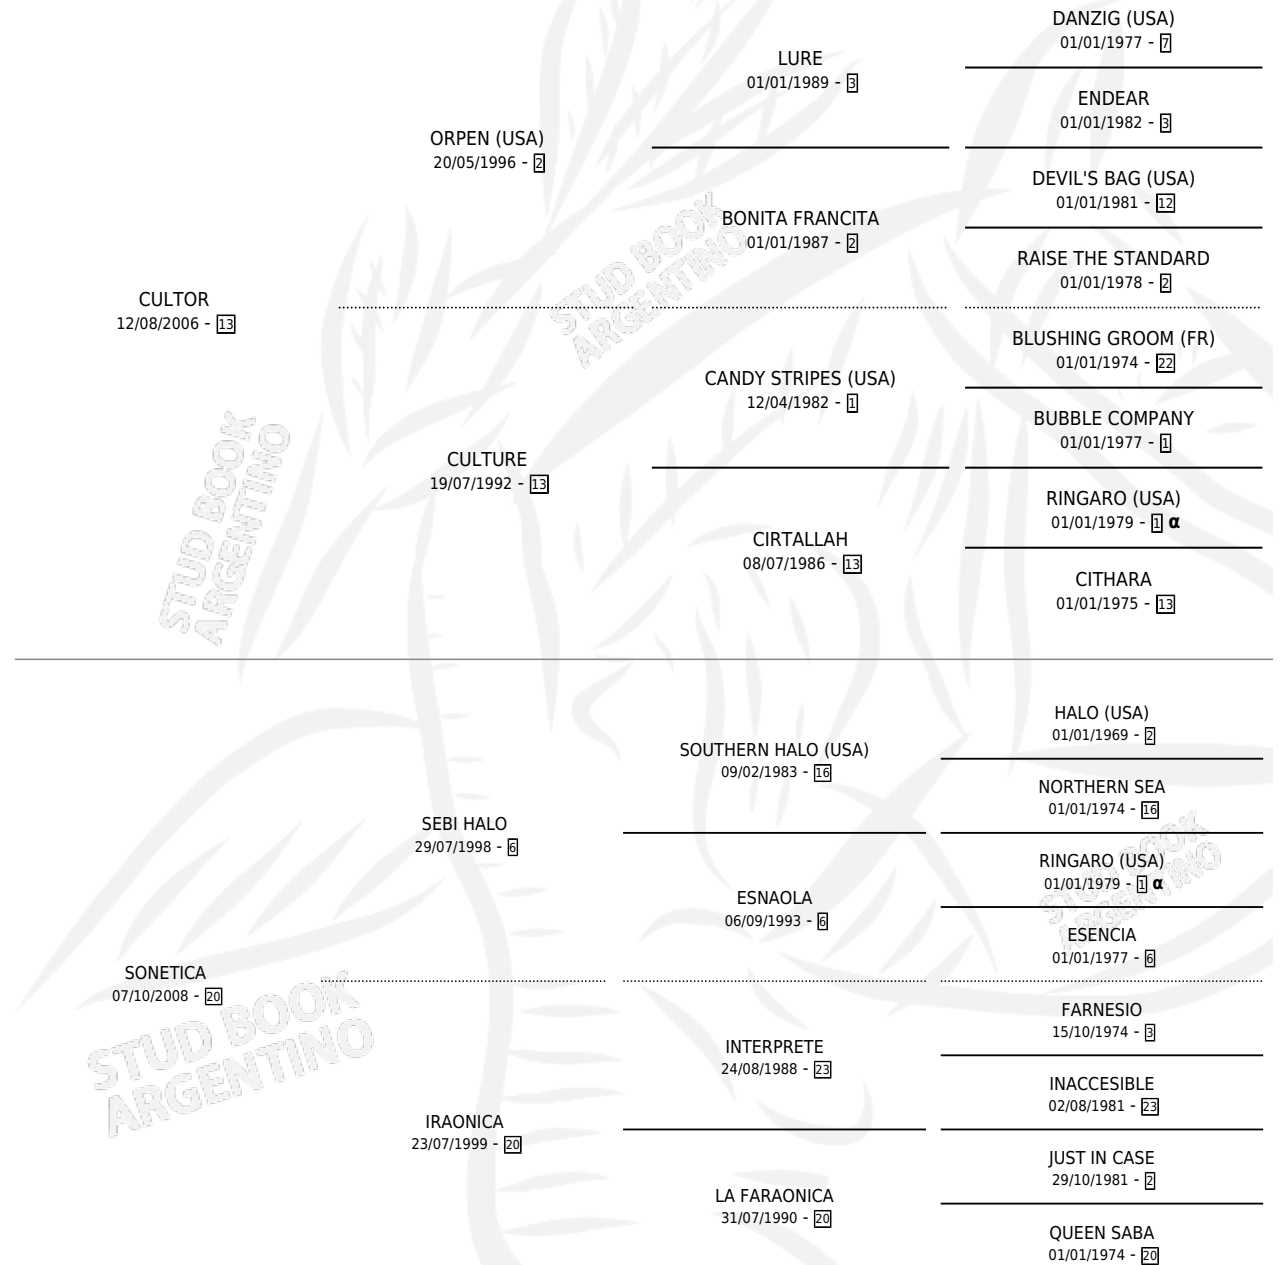 CULTOR
12/08/2006 - 13
ORPEN (USA)
20/05/1996 - 2
LURE
01/01/1989 - 3
DANZIG (USA)
01/01/1977 - 7
ENDEAR
01/01/1982 - 3
BONITA FRANCITA
01/01/1987 - 2
DEVIL'S BAG (USA)
01/01/1981 - 12
RAISE THE STANDARD
01/01/1978 - 2
CULTURE
19/07/1992 - 13
CANDY STRIPES (USA)
12/04/1982 - 1
BLUSHING GROOM (FR)
01/01/1974 - 22
BUBBLE COMPANY
01/01/1977 - 1
CIRTALLAH
08/07/1986 - 13
RINGARO (USA)
01/01/1979 - 1 α
CITHARA
01/01/1975 - 13
SONETICA
07/10/2008 - 20
SEBI HALO
29/07/1998 - 6
SOUTHERN HALO (USA)
09/02/1983 - 16
HALO (USA)
01/01/1969 - 2
NORTHERN SEA
01/01/1974 - 16
ESNAOLA
06/09/1993 - 6
RINGARO (USA)
01/01/1979 - 1 α
ESENCIA
01/01/1977 - 6
IRAONICA
23/07/1999 - 20
INTERPRETE
24/08/1988 - 23
FARNESIO
15/10/1974 - 3
INACCESIBLE
02/08/1981 - 23
LA FARAONICA
31/07/1990 - 20
JUST IN CASE
29/10/1981 - 2
QUEEN SABA
01/01/1974 - 20
STUD BOOK
ARGENTINO
STUD BOOK
ARGENTINO
STUD BOOK
ARGENTINO
STUD BOOK
ARGENTINO